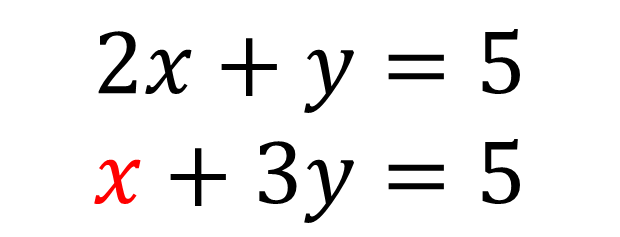 2x + y = 5
x + 3y = 5